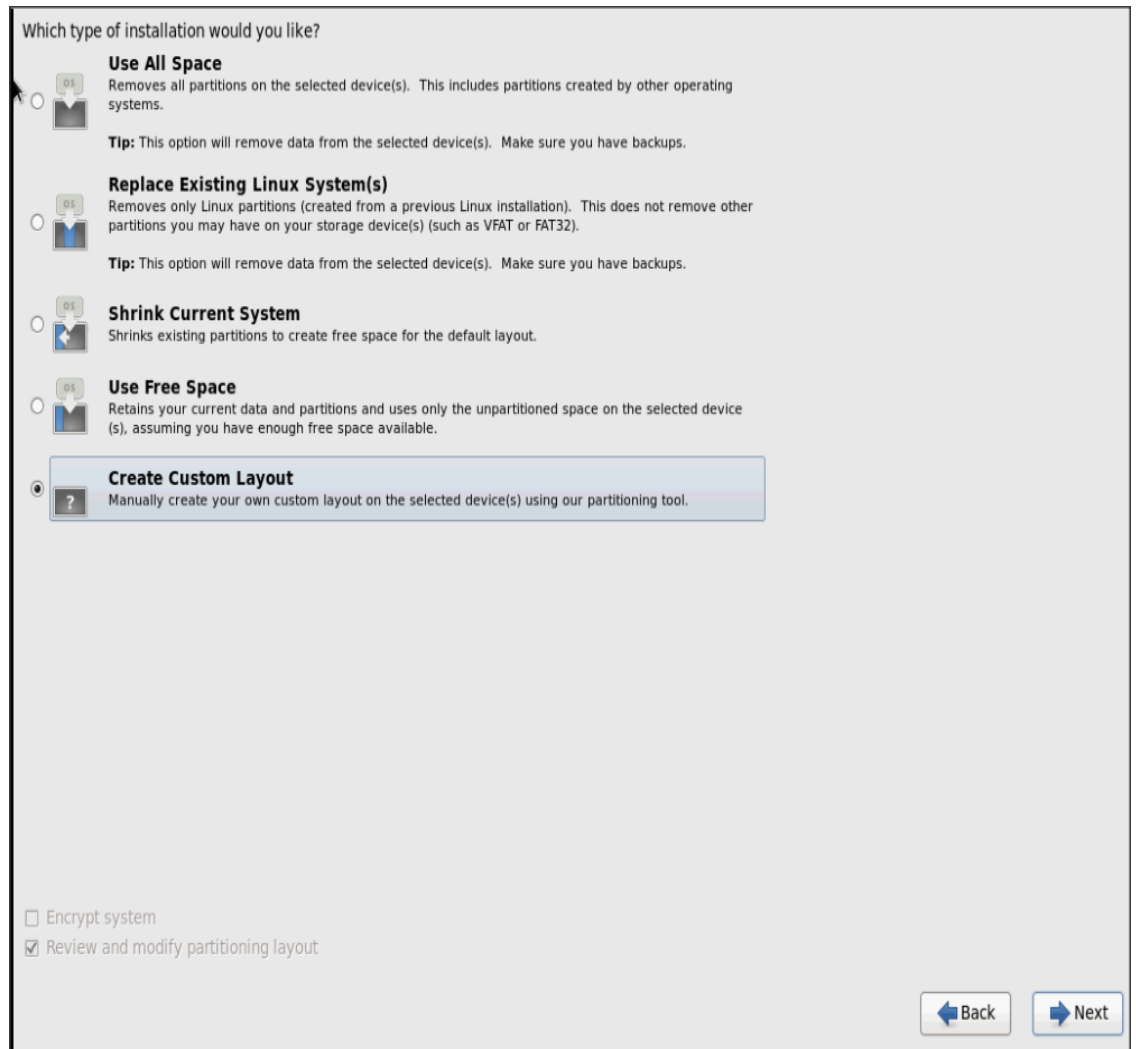 Which type of installation would you like?
Use All Space
Removes all partitions on the selected device(s).  This includes partitions created by other operating
systems.
Tip: This option will remove data from the selected device(s).  Make sure you have backups.
Replace Existing Linux System(s)
Removes only Linux partitions (created from a previous Linux installation).  This does not remove other
partitions you may have on your storage device(s) (such as VFAT or FAT32).
Tip: This option will remove data from the selected device(s).  Make sure you have backups.
Shrink Current System
Shrinks existing partitions to create free space for the default layout.
Use Free Space
Retains your current data and partitions and uses only the unpartitioned space on the selected device
(s), assuming you have enough free space available.
Create Custom Layout
Manually create your own custom layout on the selected device(s) using our partitioning tool.
OS
OS
OS
OS
?
Encrypt system
Review and modify partitioning layout
Back
Next